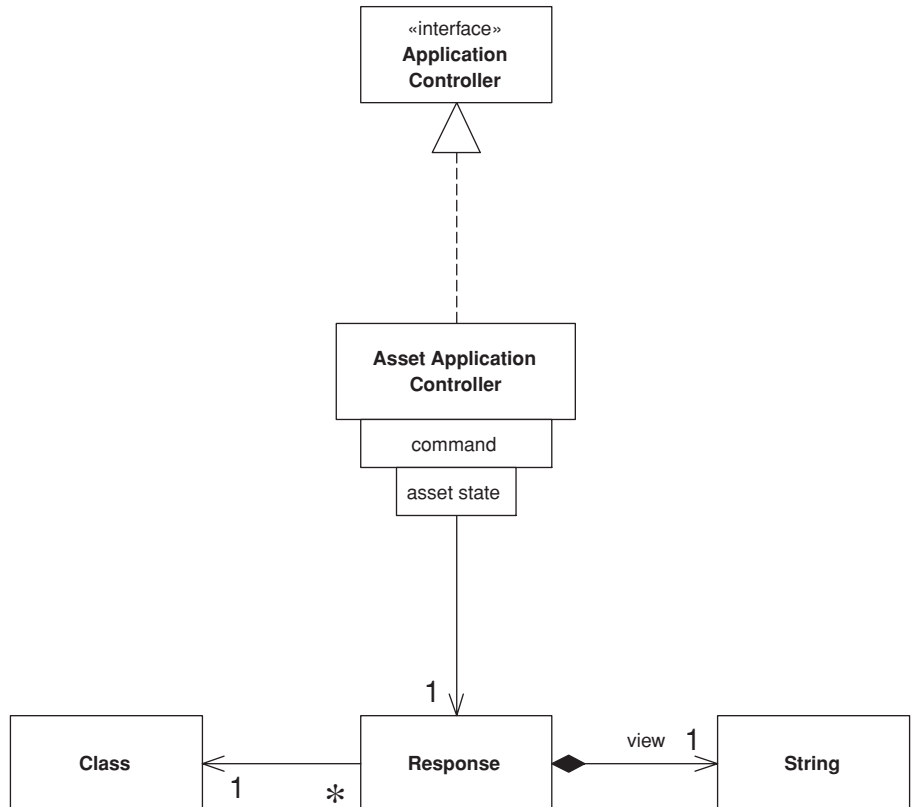 «interface»
Application
Controller
Asset Application
Controller
command
asset state
1
Class
1
*
Response
view
1
String